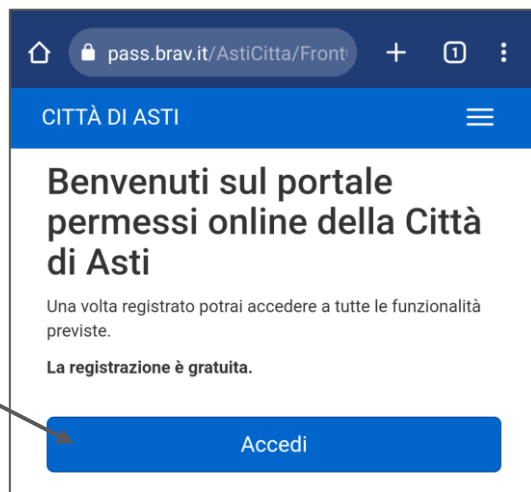 pass.brav.it/AstiCitta/Front
1
CITTÀ DI ASTI
Benvenuti sul portale
permessi online della Città
di Asti
Una volta registrato potrai accedere a tutte le funzionalità
previste.
La registrazione è gratuita.
Accedi